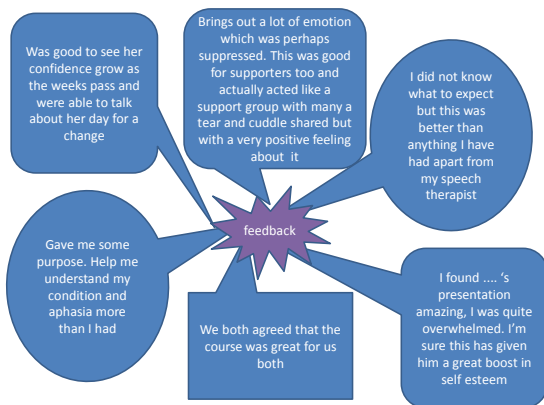 Was good to see her
confidence grow as
the weeks pass and
were able to talk
about her day for a
change
Brings out a lot of emotion
which was perhaps
suppressed. This was good
for supporters too and
actually acted like a
support group with many a
tear and cuddle shared but
with a very positive feeling
about it
I did not know
what to expect
but this was
better than
anything I have
had apart from
my speech
therapist
feedback
Gave me some
purpose. Help me
understand my
condition and
aphasia more
than I had
We both agreed that the
course was great for us
both
I found .... 's
presentation
amazing, I was quite
overwhelmed. I'm
sure this has given
him a great boost in
self esteem